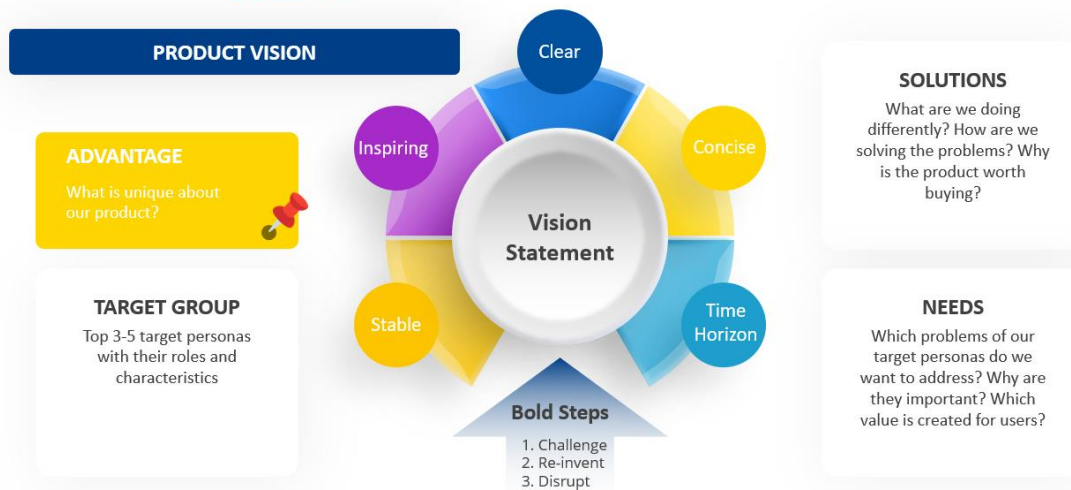 PRODUCT VISION
ADVANTAGE
What is unique about
our product?
TARGET GROUP
Top 3-5 target personas
with their roles and
characteristics
Clear
Inspiring
Concise
Vision
Statement
Stable
Time
Horizon
Bold Steps
1. Challenge
2. Re-invent
3. Disrupt
SOLUTIONS
What are we doing
differently? How are we
solving the problems? Why
is the product worth
buying?
NEEDS
Which problems of our
target personas do we
want to address? Why are
they important? Which
value is created for users?